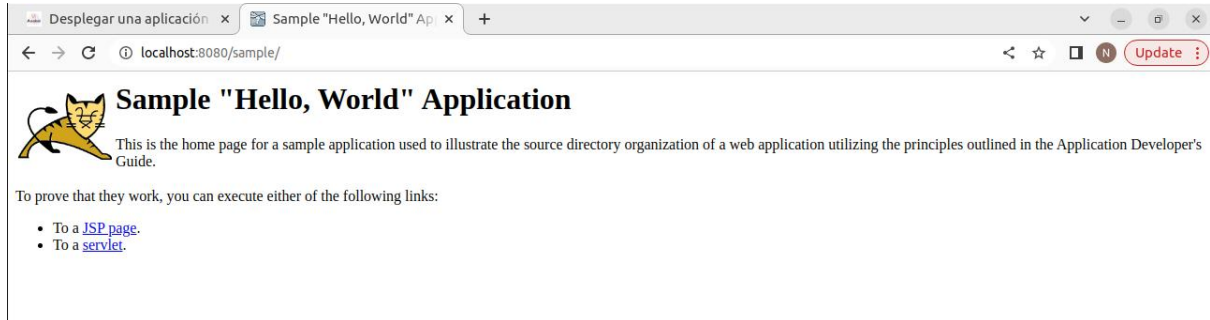 Desplegar una aplicación
Sample "Hello, World" Ap
localhost:8080/sample/
N
Update
Sample "Hello, World" Application
This is the home page for a sample application used to illustrate the source directory organization of a web application utilizing the principles outlined in the Application Developer's
Guide.
To prove that they work, you can execute either of the following links:
• To a JSP page.
• To a servlet.